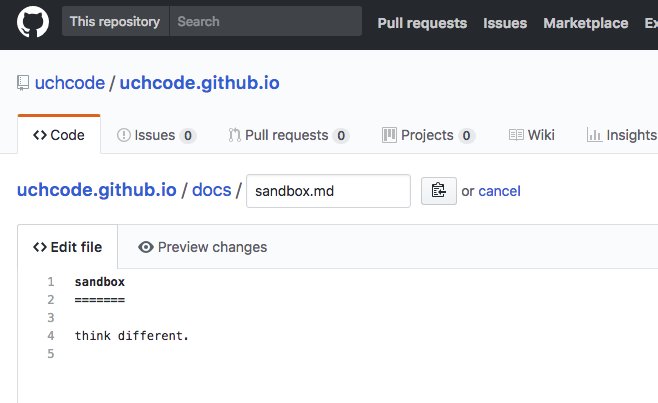 This repository Search Pull requests Issues Marketplace
uchcode / uchcode.github.io
<> Code Issues 0 Pull requests 0 Projects 0 Wiki Insights
uchcode.github.io / docs / sandbox.md or cancel
<> Edit file Preview changes
1 sandbox
2 =======
3
4 think different.
5